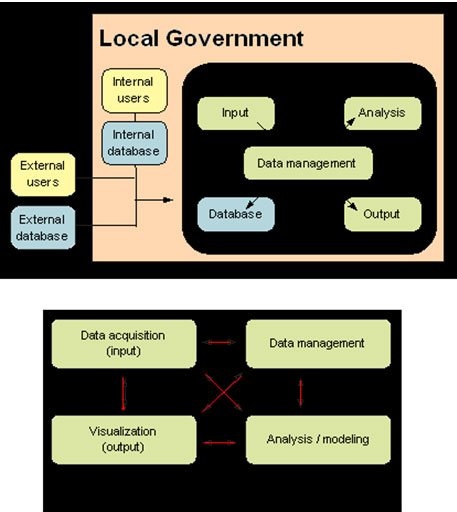 Local Government
Internal
users
Internal
database
External
users
External
database
Input
Analysis
Data management
Database
Output
Data acquisition
(input)
Data management
Visualization
(output)
Analysis / modeling